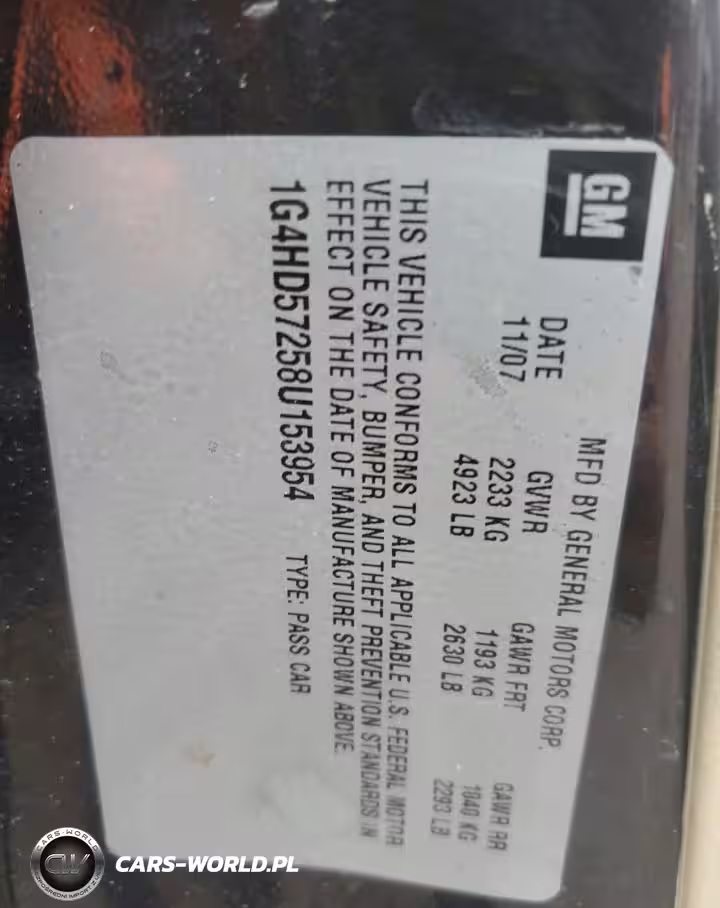 GM
MFD BY GENERAL MOTORS CORP.
DATE GVWR GAWR FRT GAWR RR
11/07 2233 KG 1193 KG 1040 KG
4923 LB 2630 LB 2293 LB
THIS VEHICLE CONFORMS TO ALL APPLICABLE U.S. FEDERAL MOTOR
VEHICLE SAFETY, BUMPER, AND THEFT PREVENTION STANDARDS IN
EFFECT ON THE DATE OF MANUFACTURE SHOWN ABOVE.
1G4HD57258U153954 TYPE: PASS CAR
CARS-WORLD
CW
CARS-WORLD.PL